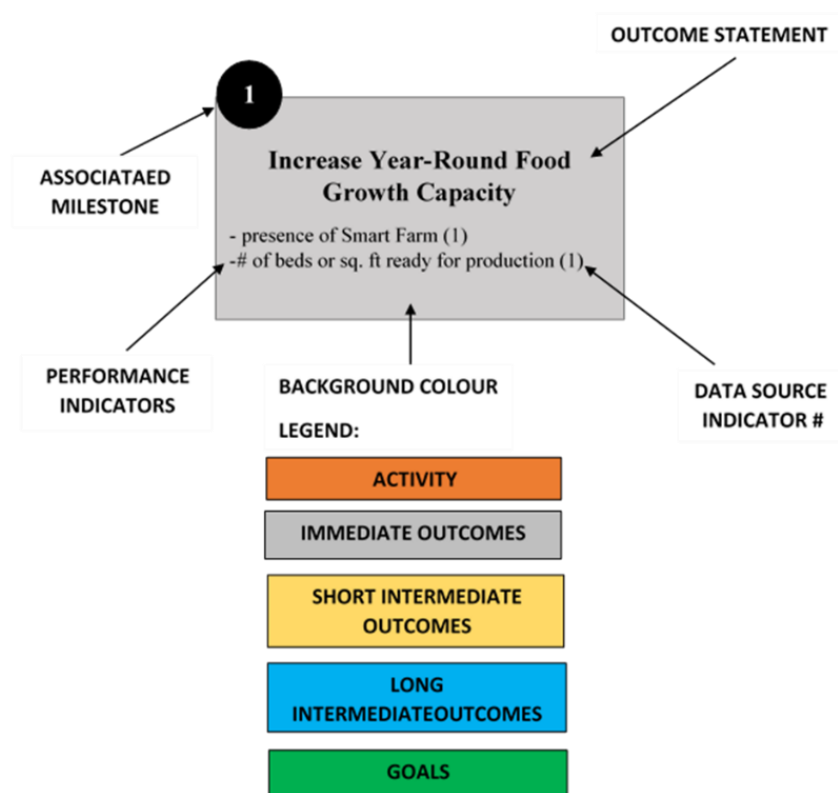 OUTCOME STATEMENT
1
Increase Year-Round Food
Growth Capacity
- presence of Smart Farm (1)
-# of beds or sq. ft ready for production (1)
ASSOCIATAED
MILESTONE
PERFORMANCE
INDICATORS
BACKGROUND COLOUR
LEGEND:
DATA SOURCE
INDICATOR #
ACTIVITY
IMMEDIATE OUTCOMES
SHORT INTERMEDIATE
OUTCOMES
LONG
INTERMEDIATEOUTCOMES
GOALS